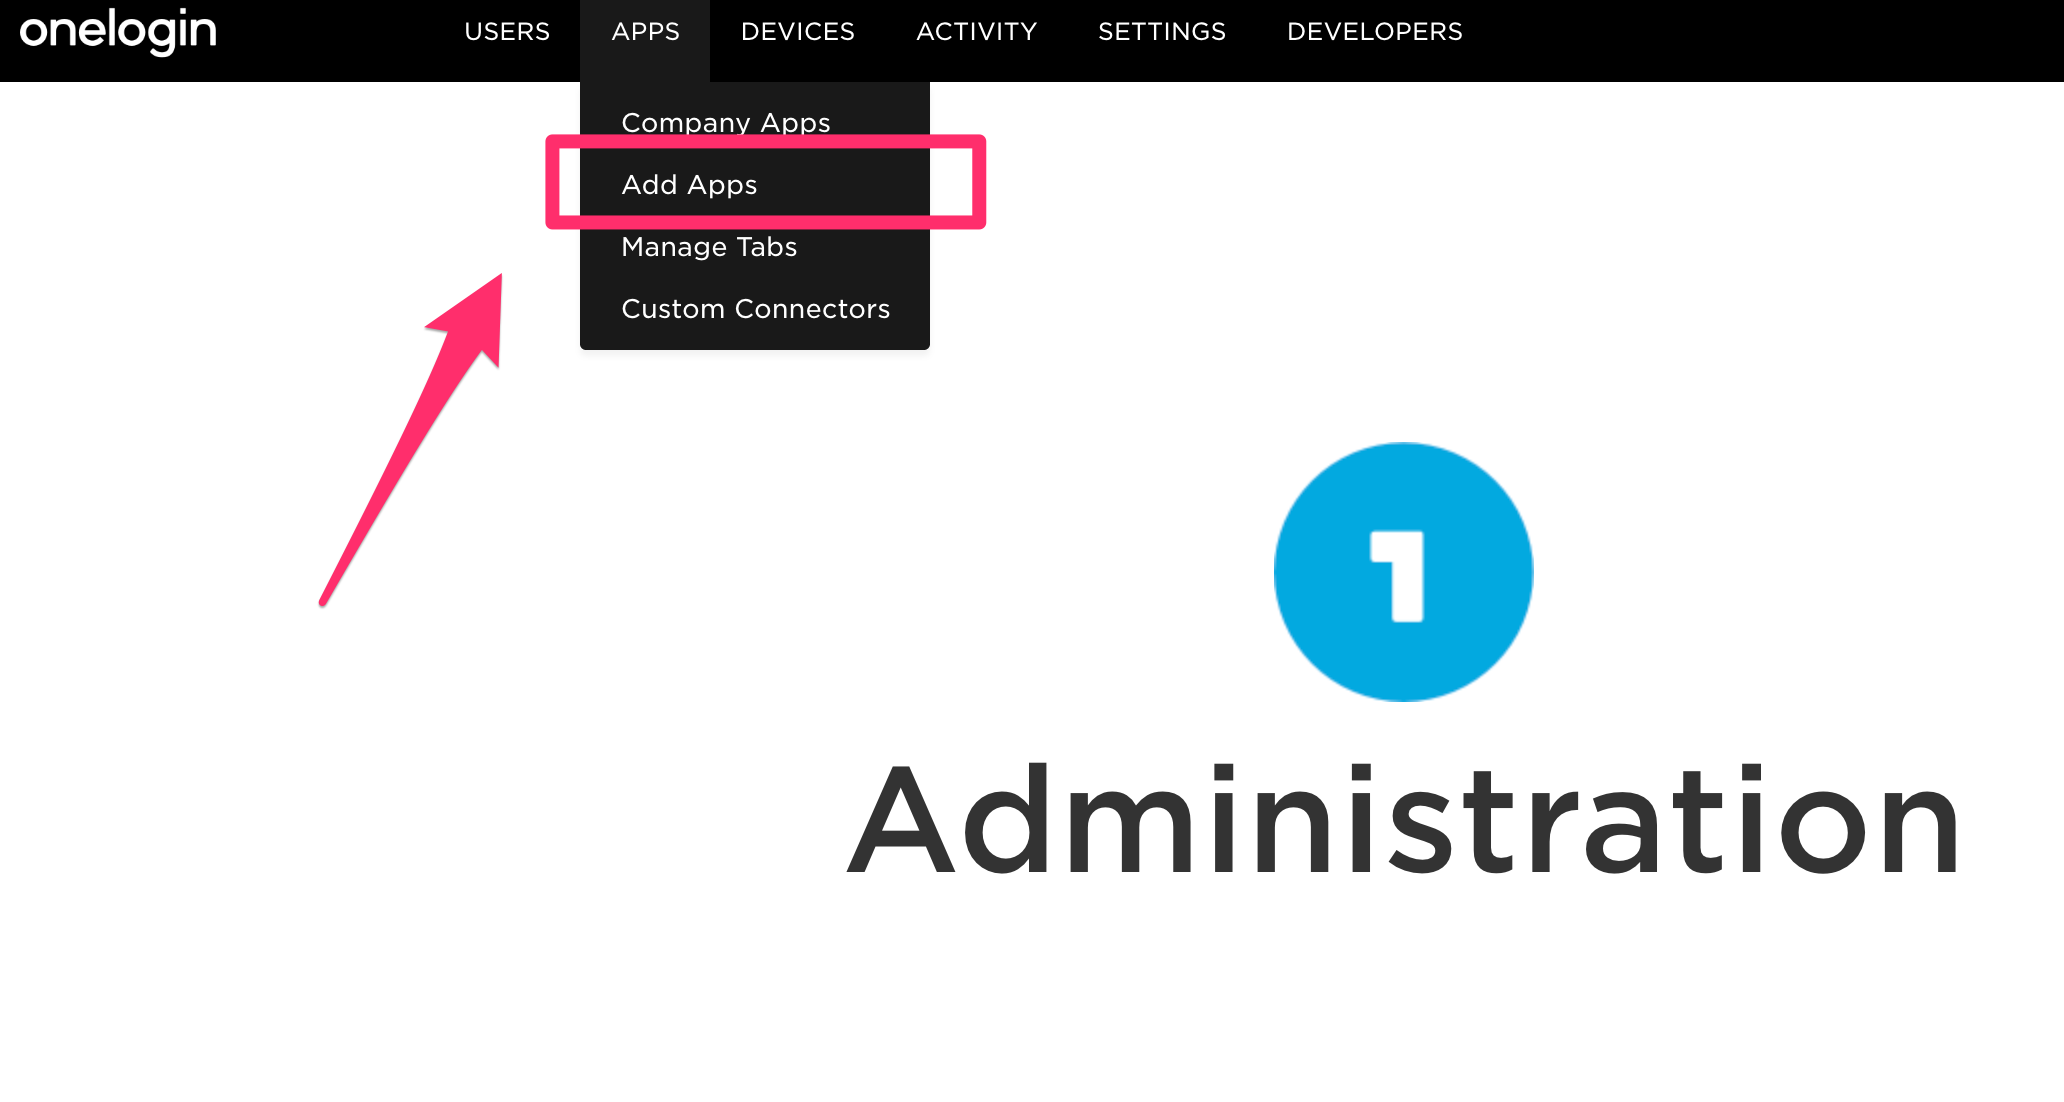 onelogin USERS APPS DEVICES ACTIVITY SETTINGS DEVELOPERS
Company Apps
Add Apps
Manage Tabs
Custom Connectors
1
Administration